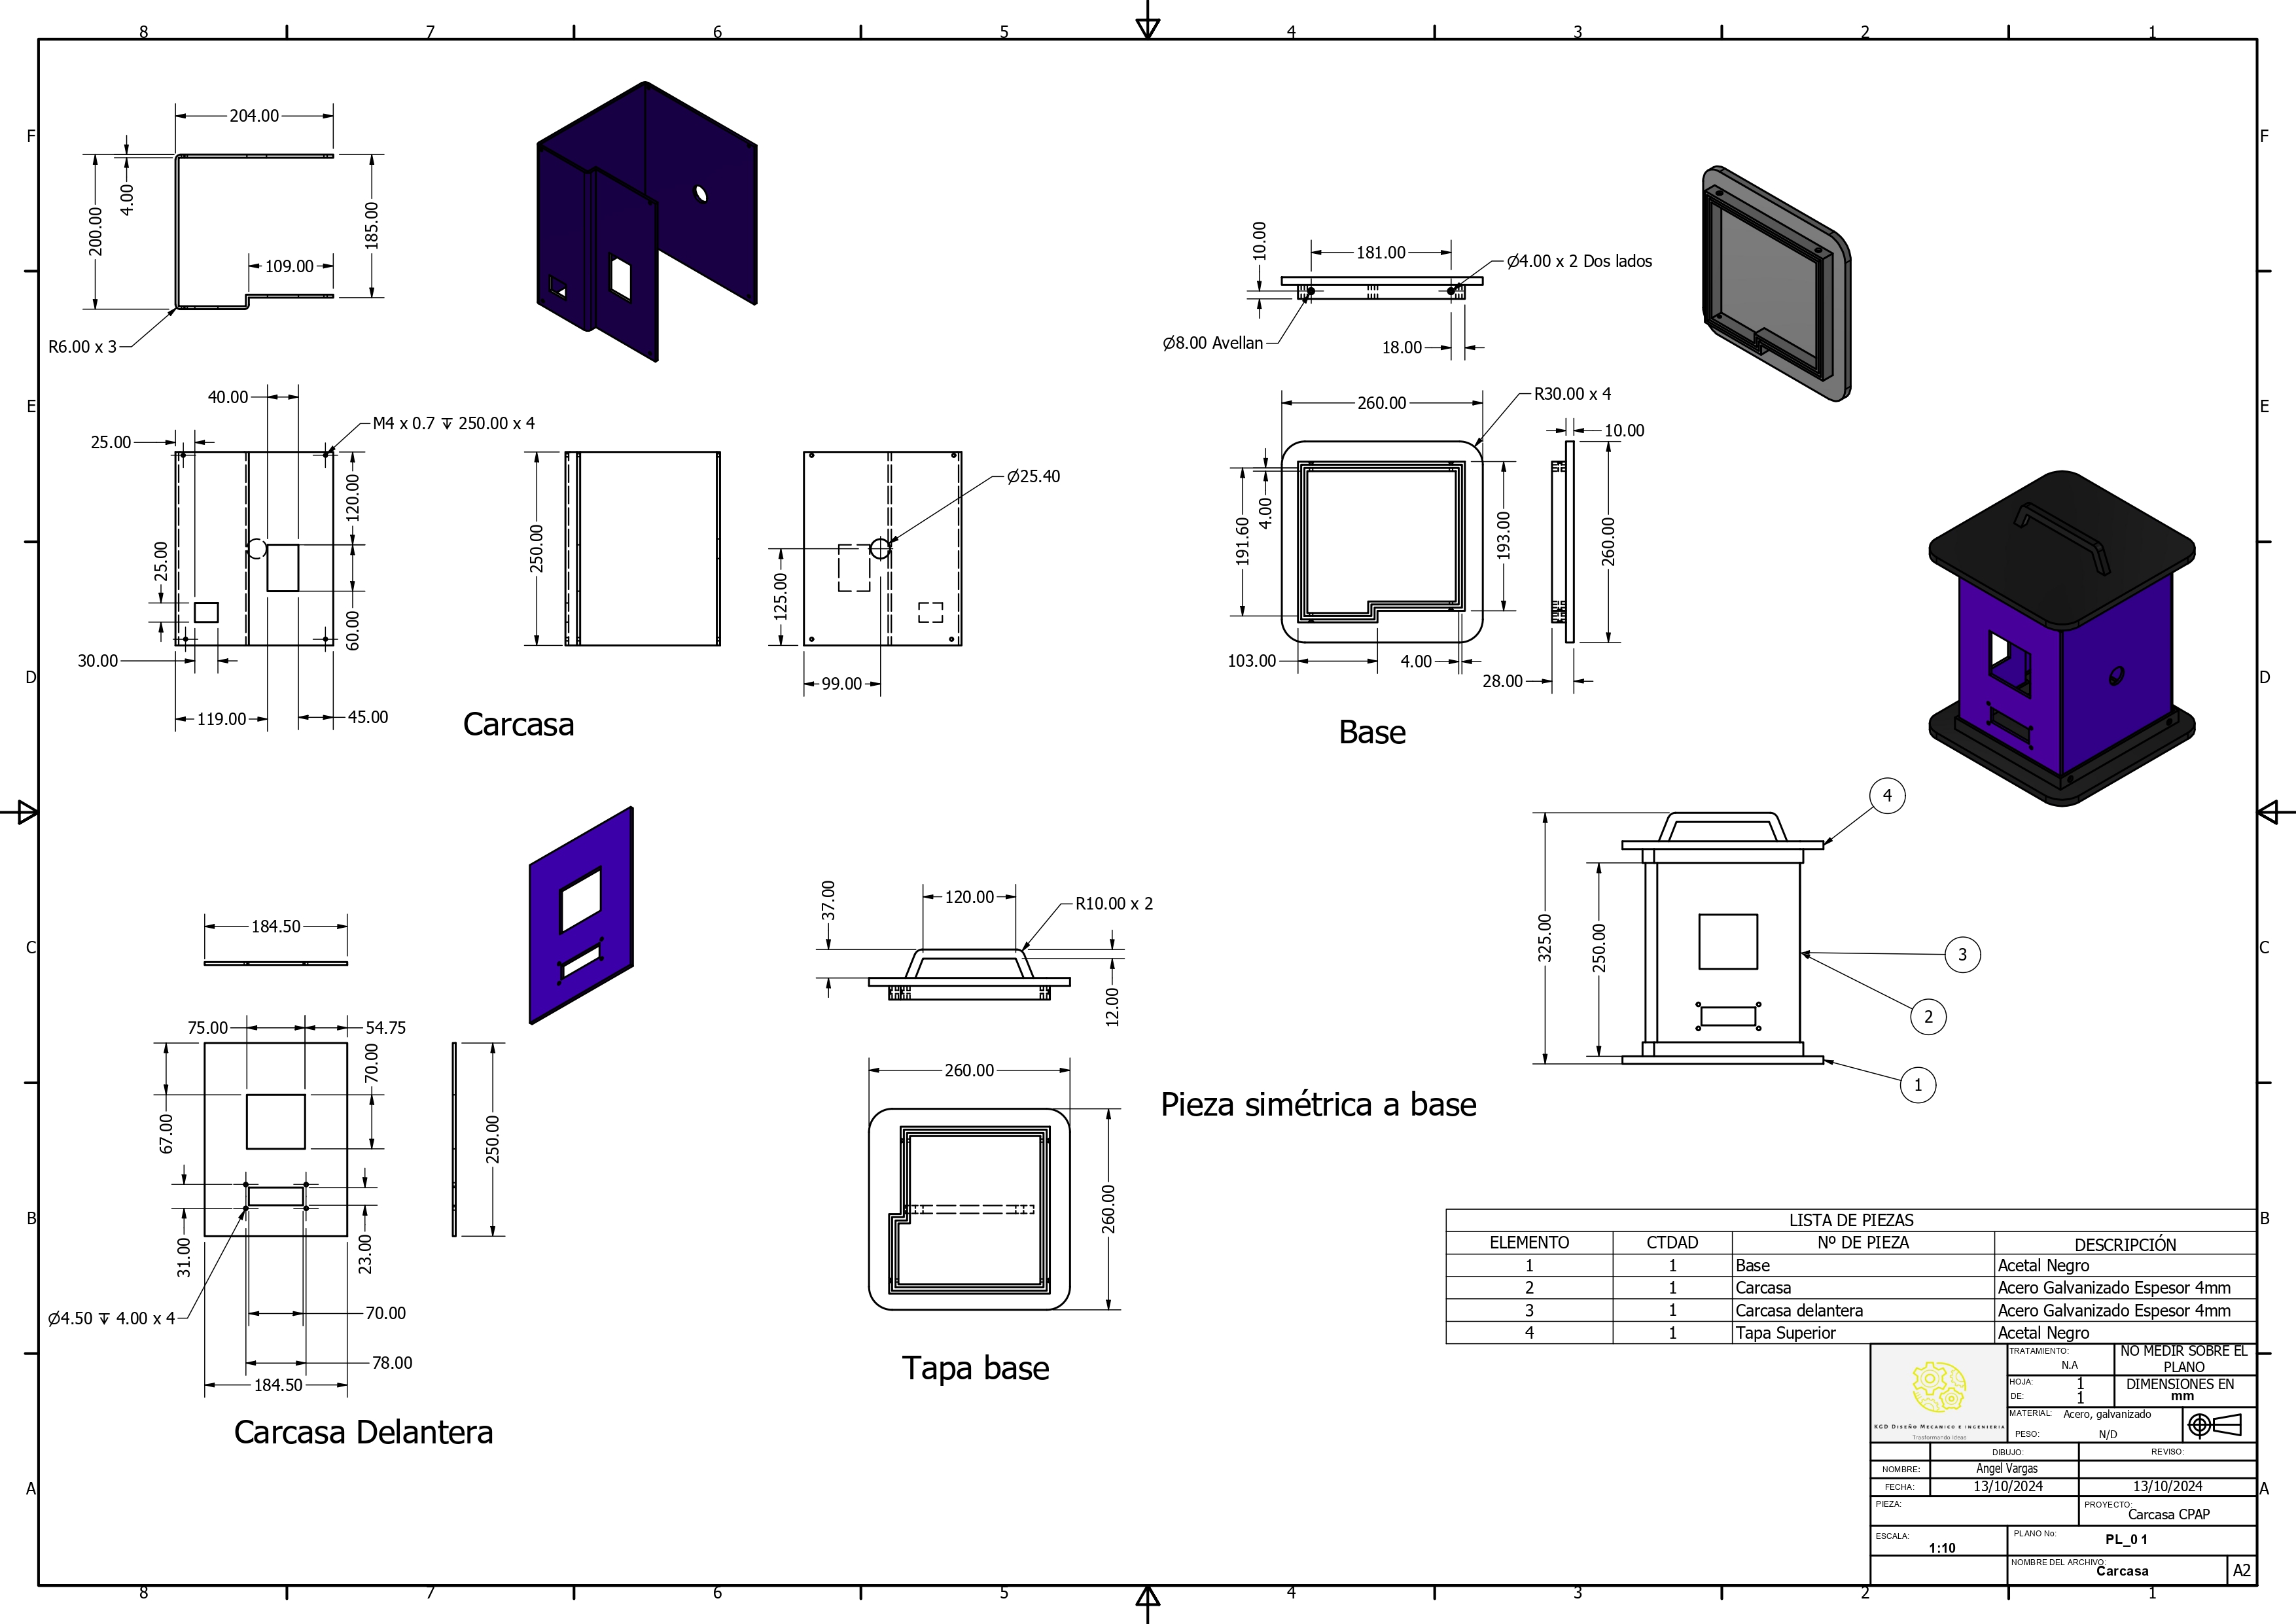 8 7 6 5 4 3 2 1
F
E
D
C
B
A
F
E
D
C
B
A
204.00
4.00
200.00
185.00
109.00
R6.00 x 3
40.00
M4 x 0.7 ↧ 250.00 x 4
25.00
120.00
25.00
60.00
30.00
119.00
45.00
250.00
Ø25.40
125.00
99.00
Carcasa
10.00
181.00
Ø4.00 x 2 Dos lados
Ø8.00 Avellan
18.00
260.00
R30.00 x 4
10.00
191.60
4.00
193.00
260.00
103.00
4.00
28.00
Base
184.50
75.00
54.75
70.00
67.00
250.00
31.00
23.00
Ø4.50 ↧ 4.00 x 4
70.00
78.00
184.50
Carcasa Delantera
37.00
120.00
R10.00 x 2
12.00
260.00
260.00
Tapa base
Pieza simétrica a base
325.00
250.00
4
3
2
1
LISTA DE PIEZAS
ELEMENTO CTDAD Nº DE PIEZA DESCRIPCIÓN
1 1 Base Acetal Negro
2 1 Carcasa Acero Galvanizado Espesor 4mm
3 1 Carcasa delantera Acero Galvanizado Espesor 4mm
4 1 Tapa Superior Acetal Negro
KGD Diseño Mecanico e ingenieria
Trasformando Ideas
TRATAMIENTO:
N.A
NO MEDIR SOBRE EL
PLANO
HOJA: 1
DE: 1
DIMENSIONES EN
mm
MATERIAL: Acero, galvanizado
PESO: N/D
DIBUJO: REVISO:
NOMBRE: Angel Vargas
FECHA: 13/10/2024 13/10/2024
PIEZA:
PROYECTO:
Carcasa CPAP
ESCALA:
1:10
PLANO No:
PL_01
NOMBRE DEL ARCHIVO:
Carcasa
A2
8 7 6 5 4 3 2 1